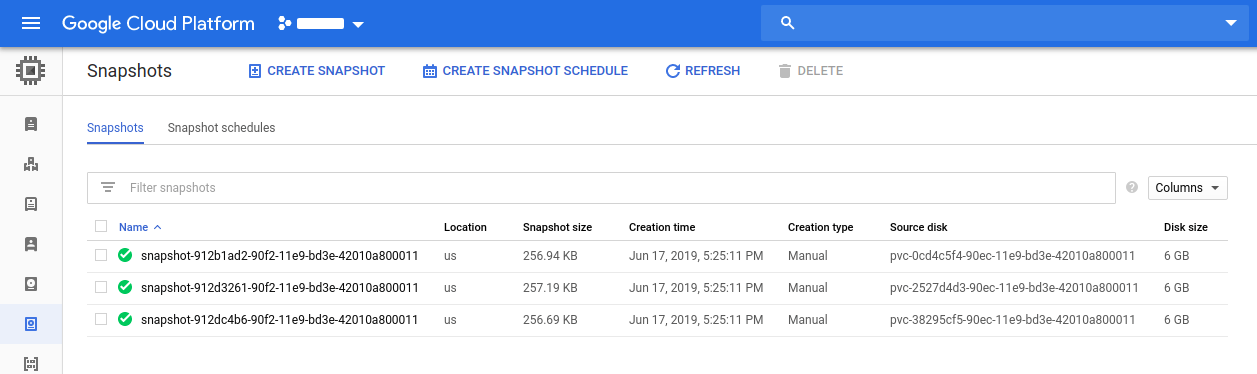 Google Cloud Platform
Snapshots CREATE SNAPSHOT CREATE SNAPSHOT SCHEDULE REFRESH DELETE
Snapshots Snapshot schedules
Filter snapshots ? Columns
Name Location Snapshot size Creation time Creation type Source disk Disk size
snapshot-912b1ad2-90f2-11e9-bd3e-42010a800011 us 256.94 KB Jun 17, 2019, 5:25:11 PM Manual pvc-0cd4c5f4-90ec-11e9-bd3e-42010a800011 6 GB
snapshot-912d3261-90f2-11e9-bd3e-42010a800011 us 257.19 KB Jun 17, 2019, 5:25:11 PM Manual pvc-2527d4d3-90ec-11e9-bd3e-42010a800011 6 GB
snapshot-912dc4b6-90f2-11e9-bd3e-42010a800011 us 256.69 KB Jun 17, 2019, 5:25:11 PM Manual pvc-38295cf5-90ec-11e9-bd3e-42010a800011 6 GB